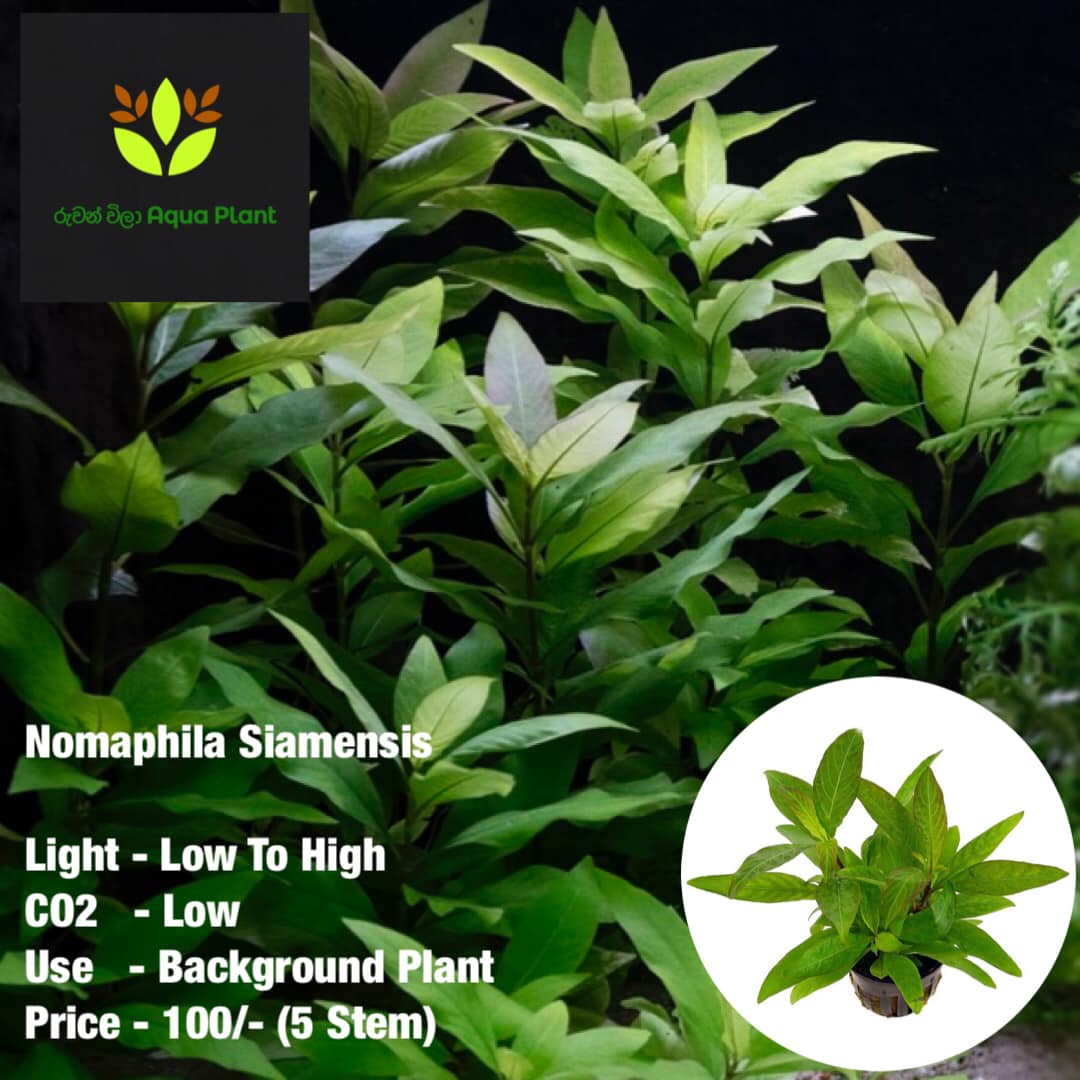 රුවන් විලා Aqua Plant
Nomaphila Siamensis
Light - Low To High
CO2 - Low
Use - Background Plant
Price - 100/- (5 Stem)